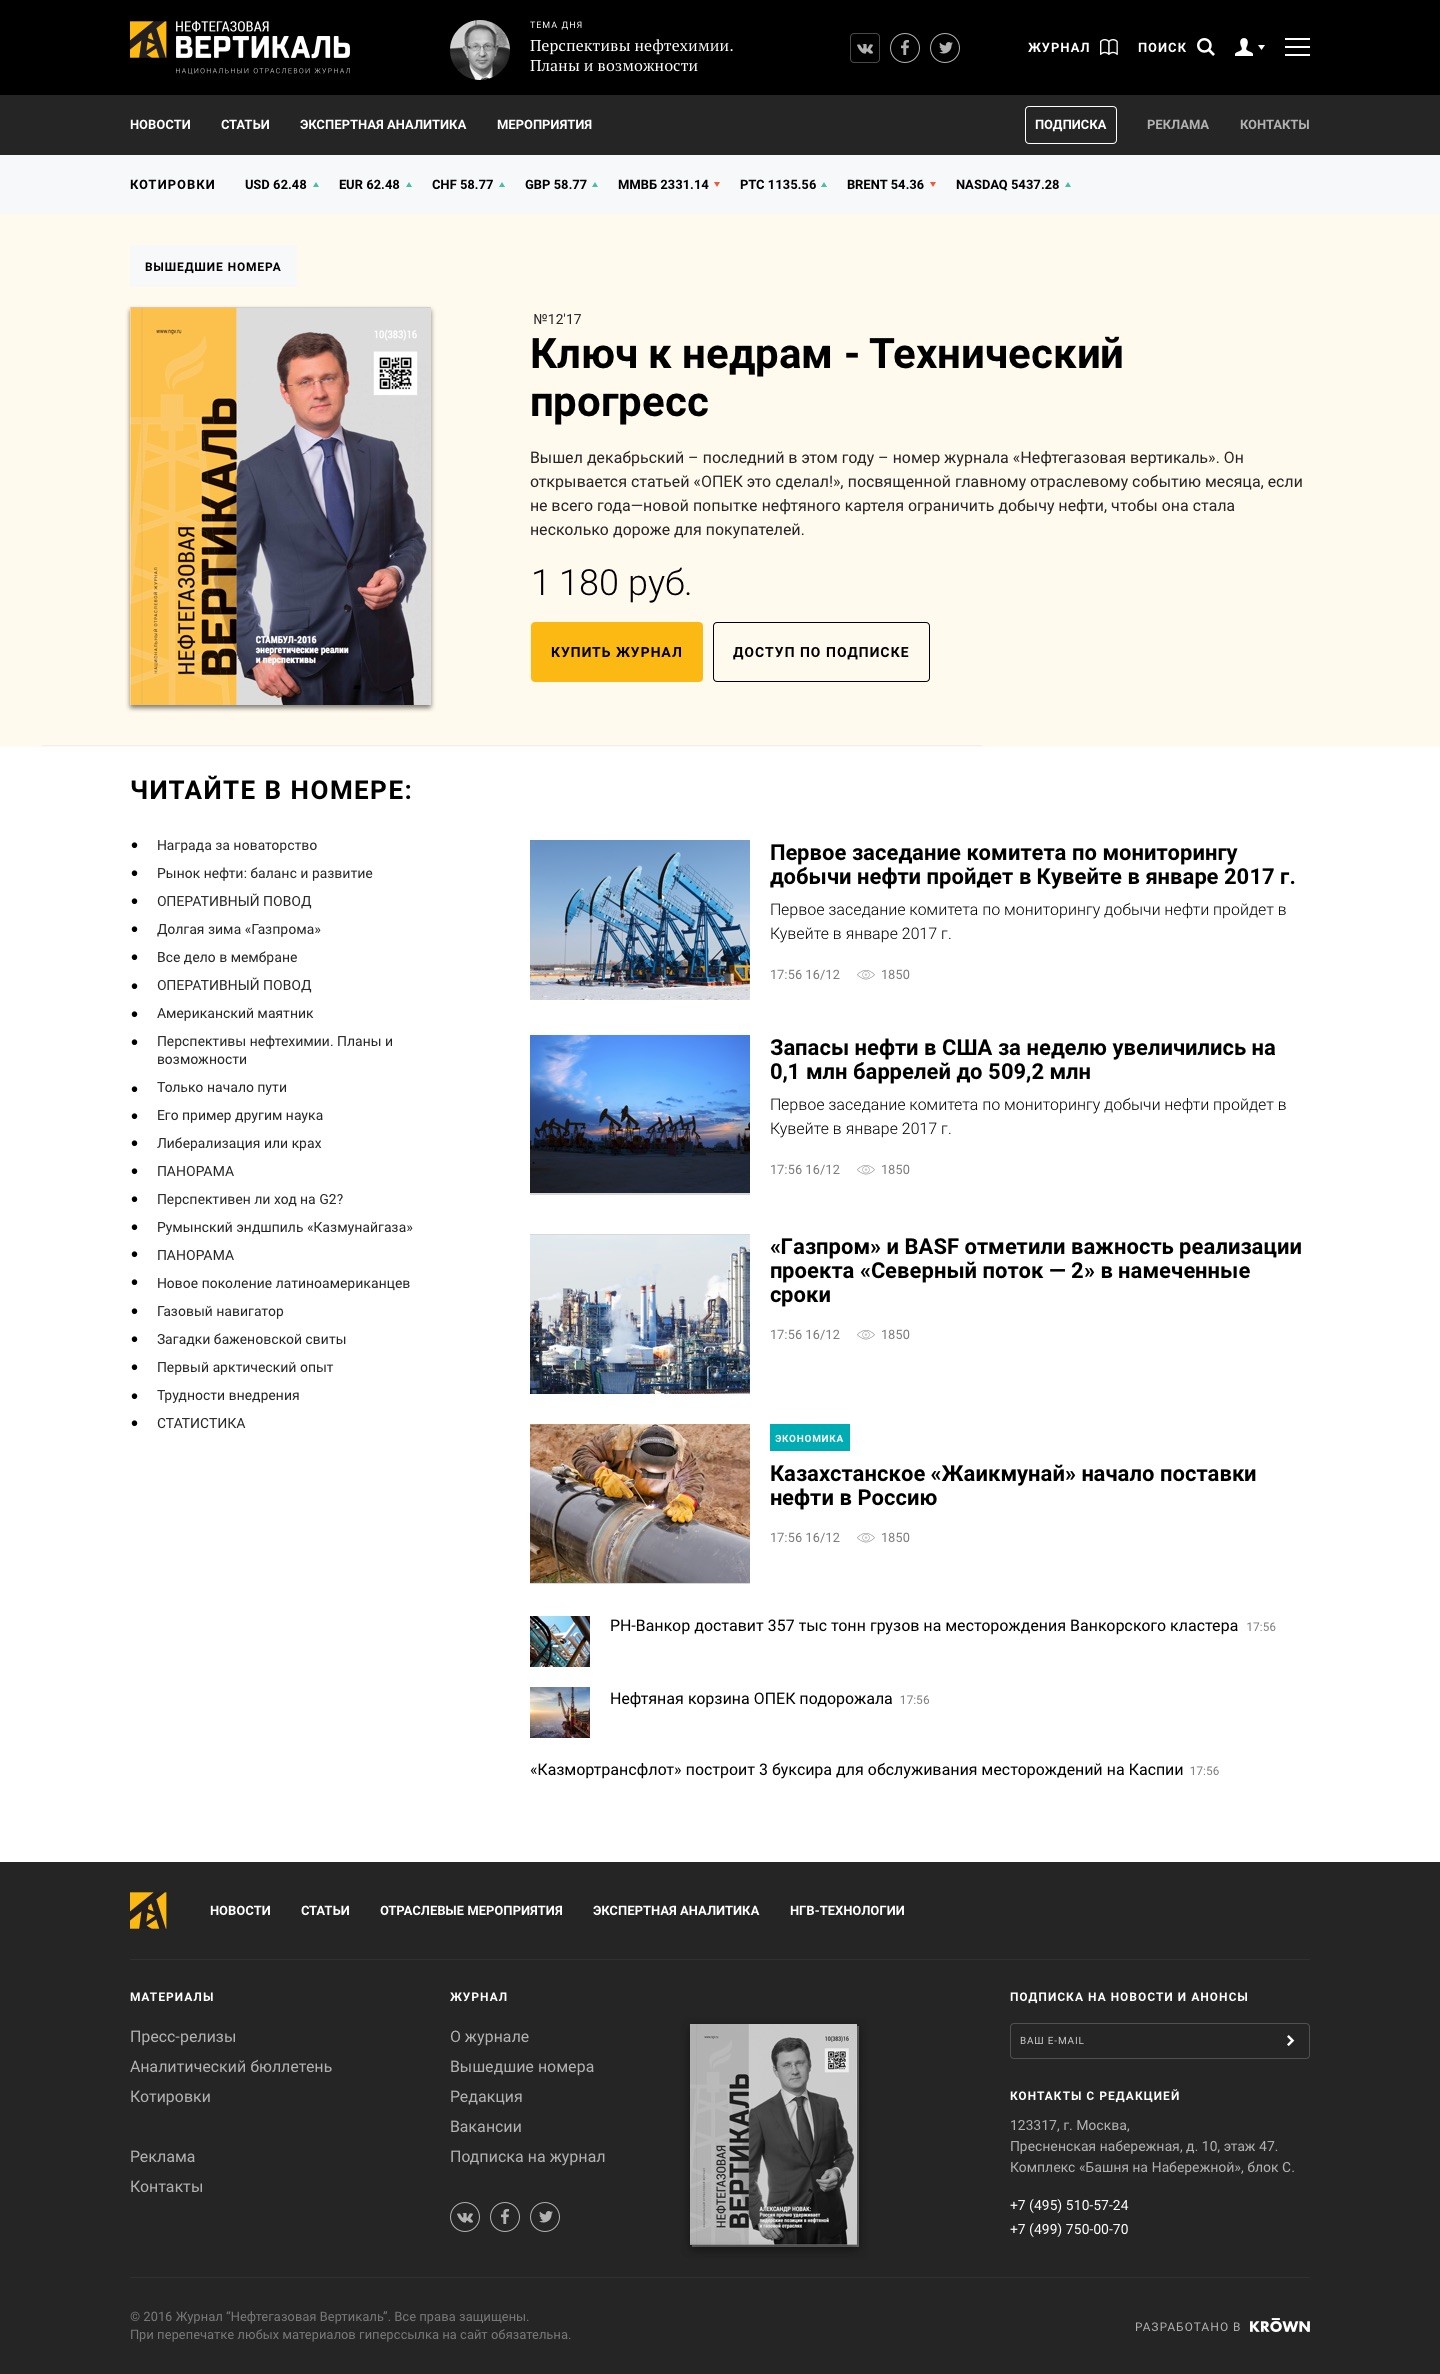 НЕФТЕГАЗОВАЯ
ВЕРТИКАЛЬ
НАЦИОНАЛЬНЫЙ ОТРАСЛЕВОЙ ЖУРНАЛ
ТЕМА ДНЯ
Перспективы нефтехимии.
Планы и возможности
ЖУРНАЛ
ПОИСК
НОВОСТИ СТАТЬИ ЭКСПЕРТНАЯ АНАЛИТИКА МЕРОПРИЯТИЯ ПОДПИСКА РЕКЛАМА КОНТАКТЫ
КОТИРОВКИ USD 62.48 EUR 62.48 CHF 58.77 GBP 58.77 ММВБ 2331.14 РТС 1135.56 BRENT 54.36 NASDAQ 5437.28
ВЫШЕДШИЕ НОМЕРА
www.ngv.ru
10(383)16
НАЦИОНАЛЬНЫЙ ОТРАСЛЕВОЙ ЖУРНАЛ
НЕФТЕГАЗОВАЯ
ВЕРТИКАЛЬ
СТАМБУЛ-2016
энергетические реалии
и перспективы
№12'17
Ключ к недрам - Технический
прогресс
Вышел декабрьский – последний в этом году – номер журнала «Нефтегазовая вертикаль». Он
открывается статьей «ОПЕК это сделал!», посвященной главному отраслевому событию месяца, если
не всего года—новой попытке нефтяного картеля ограничить добычу нефти, чтобы она стала
несколько дороже для покупателей.
1 180 руб.
КУПИТЬ ЖУРНАЛ
ДОСТУП ПО ПОДПИСКЕ
ЧИТАЙТЕ В НОМЕРЕ:
Награда за новаторство
Рынок нефти: баланс и развитие
ОПЕРАТИВНЫЙ ПОВОД
Долгая зима «Газпрома»
Все дело в мембране
ОПЕРАТИВНЫЙ ПОВОД
Американский маятник
Перспективы нефтехимии. Планы и
возможности
Только начало пути
Его пример другим наука
Либерализация или крах
ПАНОРАМА
Перспективен ли ход на G2?
Румынский эндшпиль «Казмунайгаза»
ПАНОРАМА
Новое поколение латиноамериканцев
Газовый навигатор
Загадки баженовской свиты
Первый арктический опыт
Трудности внедрения
СТАТИСТИКА
Первое заседание комитета по мониторингу
добычи нефти пройдет в Кувейте в январе 2017 г.
Первое заседание комитета по мониторингу добычи нефти пройдет в
Кувейте в январе 2017 г.
17:56 16/12 1850
Запасы нефти в США за неделю увеличились на
0,1 млн баррелей до 509,2 млн
Первое заседание комитета по мониторингу добычи нефти пройдет в
Кувейте в январе 2017 г.
17:56 16/12 1850
«Газпром» и BASF отметили важность реализации
проекта «Северный поток — 2» в намеченные
сроки
17:56 16/12 1850
ЭКОНОМИКА
Казахстанское «Жаикмунай» начало поставки
нефти в Россию
17:56 16/12 1850
РН-Ванкор доставит 357 тыс тонн грузов на месторождения Ванкорского кластера 17:56
Нефтяная корзина ОПЕК подорожала 17:56
«Казмортрансфлот» построит 3 буксира для обслуживания месторождений на Каспии 17:56
НОВОСТИ СТАТЬИ ОТРАСЛЕВЫЕ МЕРОПРИЯТИЯ ЭКСПЕРТНАЯ АНАЛИТИКА НГВ-ТЕХНОЛОГИИ
МАТЕРИАЛЫ
Пресс-релизы
Аналитический бюллетень
Котировки
Реклама
Контакты
ЖУРНАЛ
О журнале
Вышедшие номера
Редакция
Вакансии
Подписка на журнал
10(383)16
НЕФТЕГАЗОВАЯ
ВЕРТИКАЛЬ
АЛЕКСАНДР НОВАК:
Россия прочно удерживает
лидерские позиции в нефтяной
и газовой отраслях
ПОДПИСКА НА НОВОСТИ И АНОНСЫ
ВАШ E-MAIL
КОНТАКТЫ С РЕДАКЦИЕЙ
123317, г. Москва,
Пресненская набережная, д. 10, этаж 47.
Комплекс «Башня на Набережной», блок С.
+7 (495) 510-57-24
+7 (499) 750-00-70
© 2016 Журнал “Нефтегазовая Вертикаль”. Все права защищены.
При перепечатке любых материалов гиперссылка на сайт обязательна.
РАЗРАБОТАНО В KRŌWN